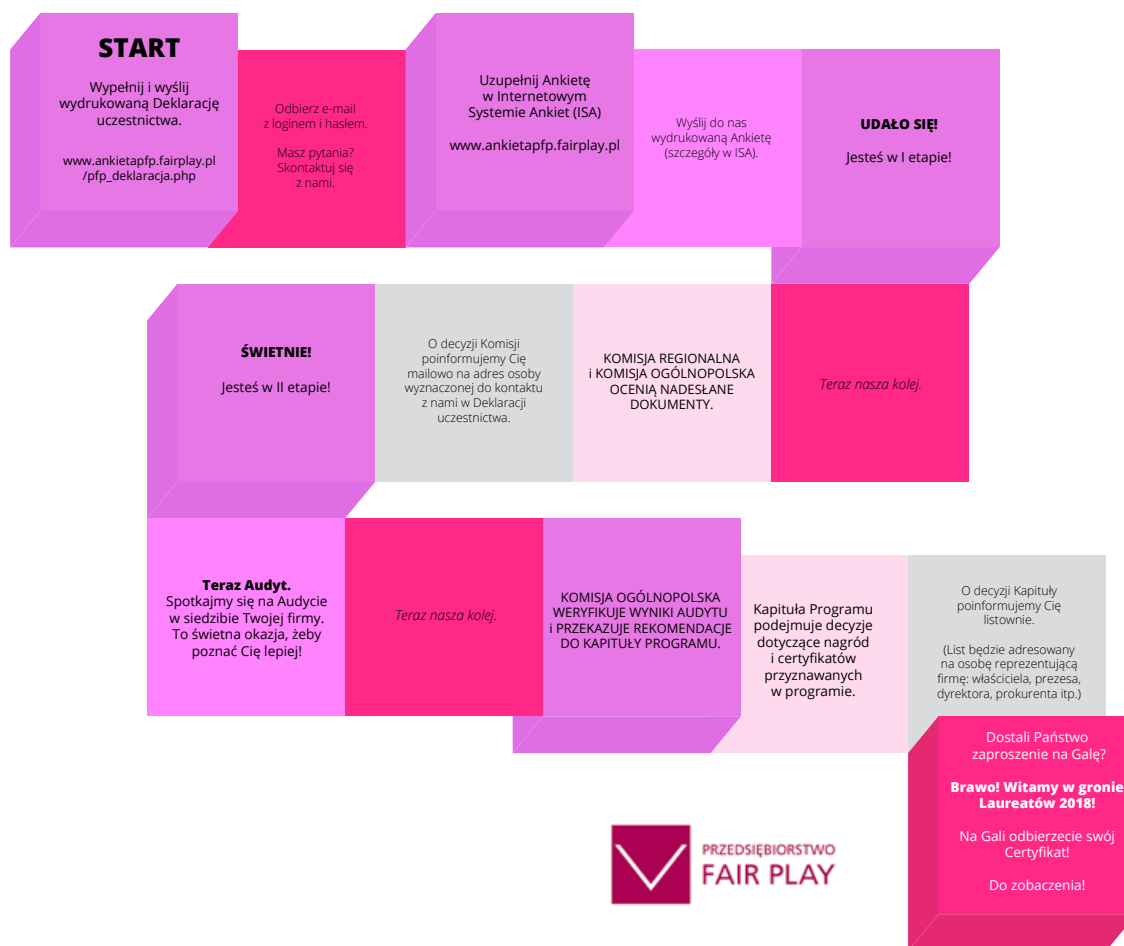 START
Wypełnij i wyślij
wydrukowaną Deklarację
uczestnictwa.
www.ankietapfp.fairplay.pl
/pfp_deklaracja.php
Odbierz e-mail
z loginem i hasłem.
Masz pytania?
Skontaktuj się
z nami.
Uzupełnij Ankietę
w Internetowym
Systemie Ankiet (ISA)
www.ankietapfp.fairplay.pl
Wyślij do nas
wydrukowaną Ankietę
(szczegóły w ISA).
UDAŁO SIĘ!
Jesteś w I etapie!
Teraz nasza kolej.
KOMISJA REGIONALNA
i KOMISJA OGÓLNOPOLSKA
OCENIĄ NADESŁANE
DOKUMENTY.
O decyzji Komisji
poinformujemy Cię
mailowo na adres osoby
wyznaczonej do kontaktu
z nami w Deklaracji
uczestnictwa.
ŚWIETNIE!
Jesteś w II etapie!
Teraz Audyt.
Spotkajmy się na Audycie
w siedzibie Twojej firmy.
To świetna okazja, żeby
poznać Cię lepiej!
Teraz nasza kolej.
KOMISJA OGÓLNOPOLSKA
WERYFIKUJE WYNIKI AUDYTU
i PRZEKAZUJE REKOMENDACJE
DO KAPITUŁY PROGRAMU.
Kapituła Programu
podejmuje decyzje
dotyczące nagród
i certyfikatów
przyznawanych
w programie.
O decyzji Kapituły
poinformujemy Cię
listownie.
(List będzie adresowany
na osobę reprezentującą
firmę: właściciela, prezesa,
dyrektora, prokurenta itp.)
Dostali Państwo
zaproszenie na Galę?
Brawo! Witamy w gronie
Laureatów 2018!
Na Gali odbierzecie swój
Certyfikat!
Do zobaczenia!
PRZEDSIĘBIORSTWO
FAIR PLAY